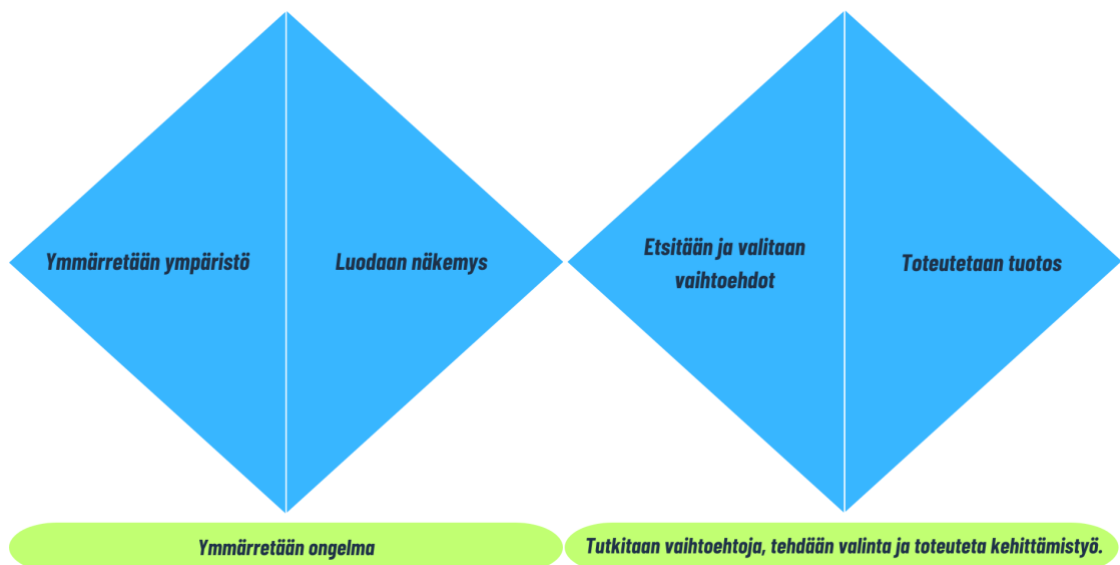 Ymmärretään ympäristö
Luodaan näkemys
Etsitään ja valitaan
vaihtoehdot
Toteutetaan tuotos
Ymmärretään ongelma
Tutkitaan vaihtoehtoja, tehdään valinta ja toteuteta kehittämistyö.